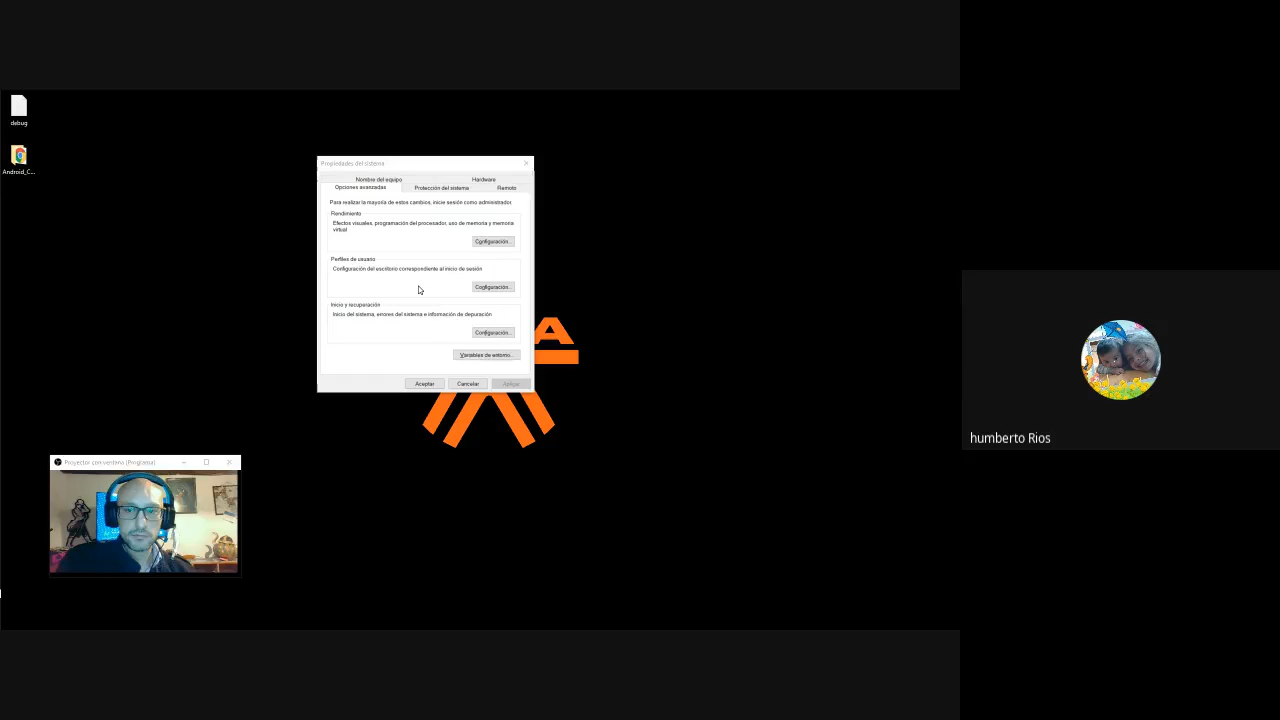 debug
Android_C...
Propiedades del sistema
Nombre del equipo
Hardware
Opciones avanzadas
Protección del sistema
Remoto
Para realizar la mayoría de estos cambios, inicie sesión como administrador.
Rendimiento
Efectos visuales, programación del procesador, uso de memoria y memoria
virtual
Configuración...
Perfiles de usuario
Configuración del escritorio correspondiente al inicio de sesión
Configuración...
Inicio y recuperación
Inicio del sistema, errores del sistema e información de depuración
Configuración...
Variables de entorno...
Aceptar
Cancelar
Aplicar
A
Proyector con ventana (Programa)
humberto Rios